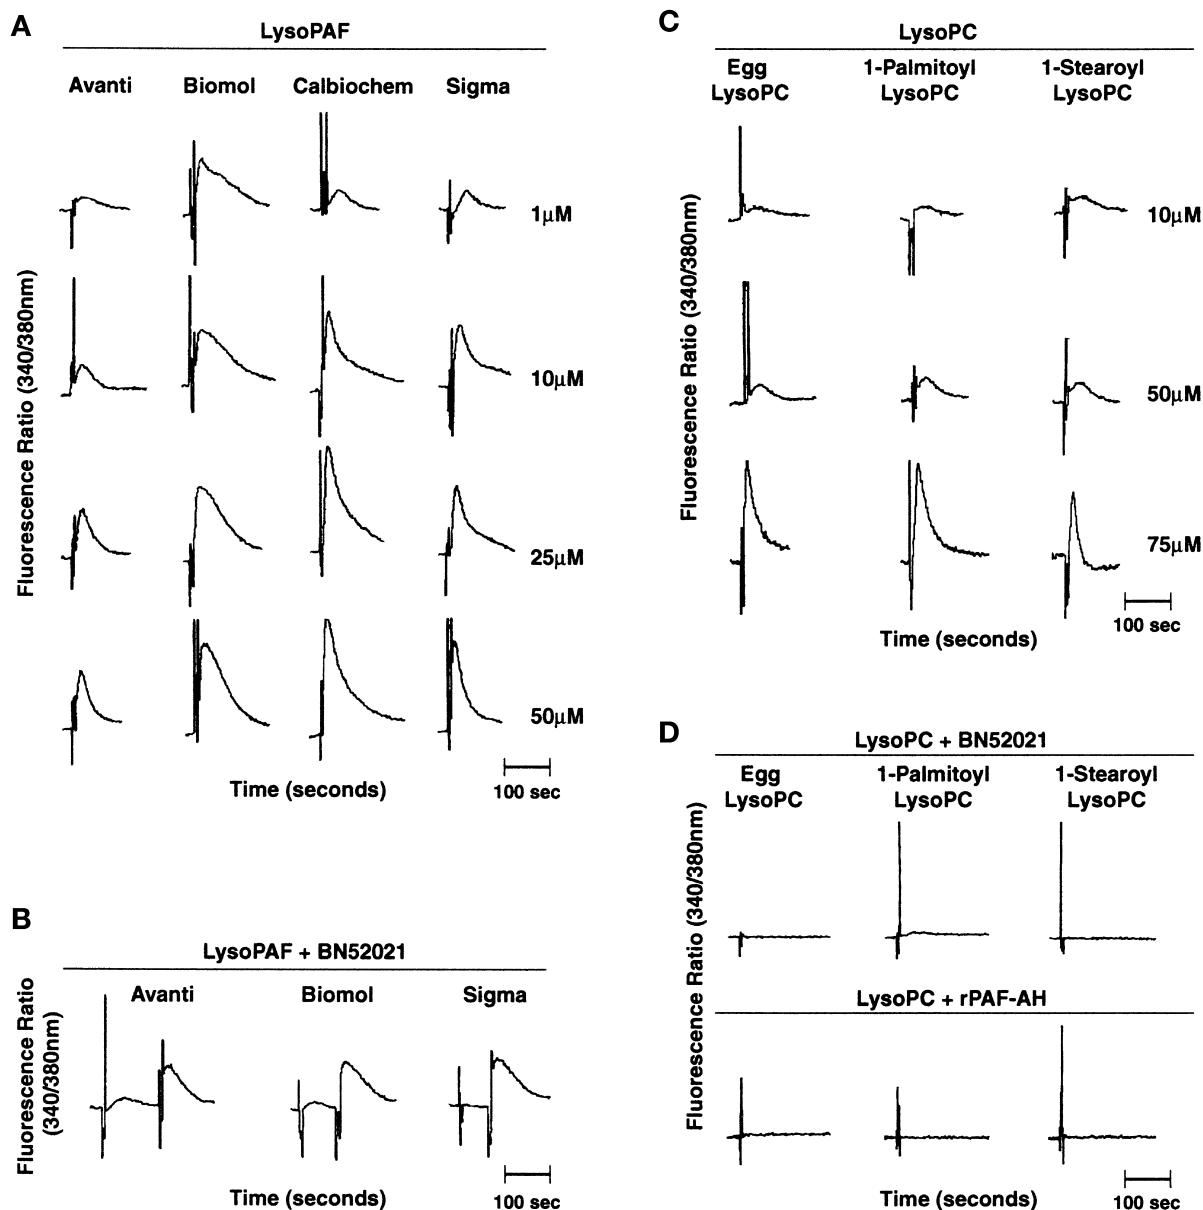 A
LysoPAF
Avanti Biomol Calbiochem Sigma
1μM
10μM
25μM
50μM
Fluorescence Ratio (340/380nm)
Time (seconds)
100 sec
B
LysoPAF + BN52021
Avanti Biomol Sigma
Fluorescence Ratio
(340/380nm)
Time (seconds)
100 sec
C
LysoPC
Egg
LysoPC
1-Palmitoyl
LysoPC
1-Stearoyl
LysoPC
10μM
50μM
75μM
Fluorescence Ratio (340/380nm)
Time (seconds)
100 sec
D
LysoPC + BN52021
Egg
LysoPC
1-Palmitoyl
LysoPC
1-Stearoyl
LysoPC
LysoPC + rPAF-AH
Fluorescence Ratio (340/380nm)
Time (seconds)
100 sec